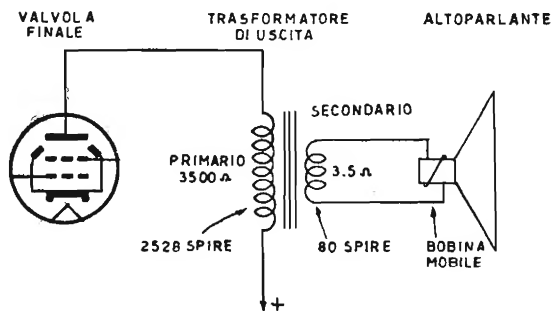 VALVOLA
FINALE
TRASFORMATORE
DI USCITA
ALTOPARLANTE
SECONDARIO
PRIMARIO
3500 Ω
3.5 Ω
2528 SPIRE
80 SPIRE
BOBINA
MOBILE
+